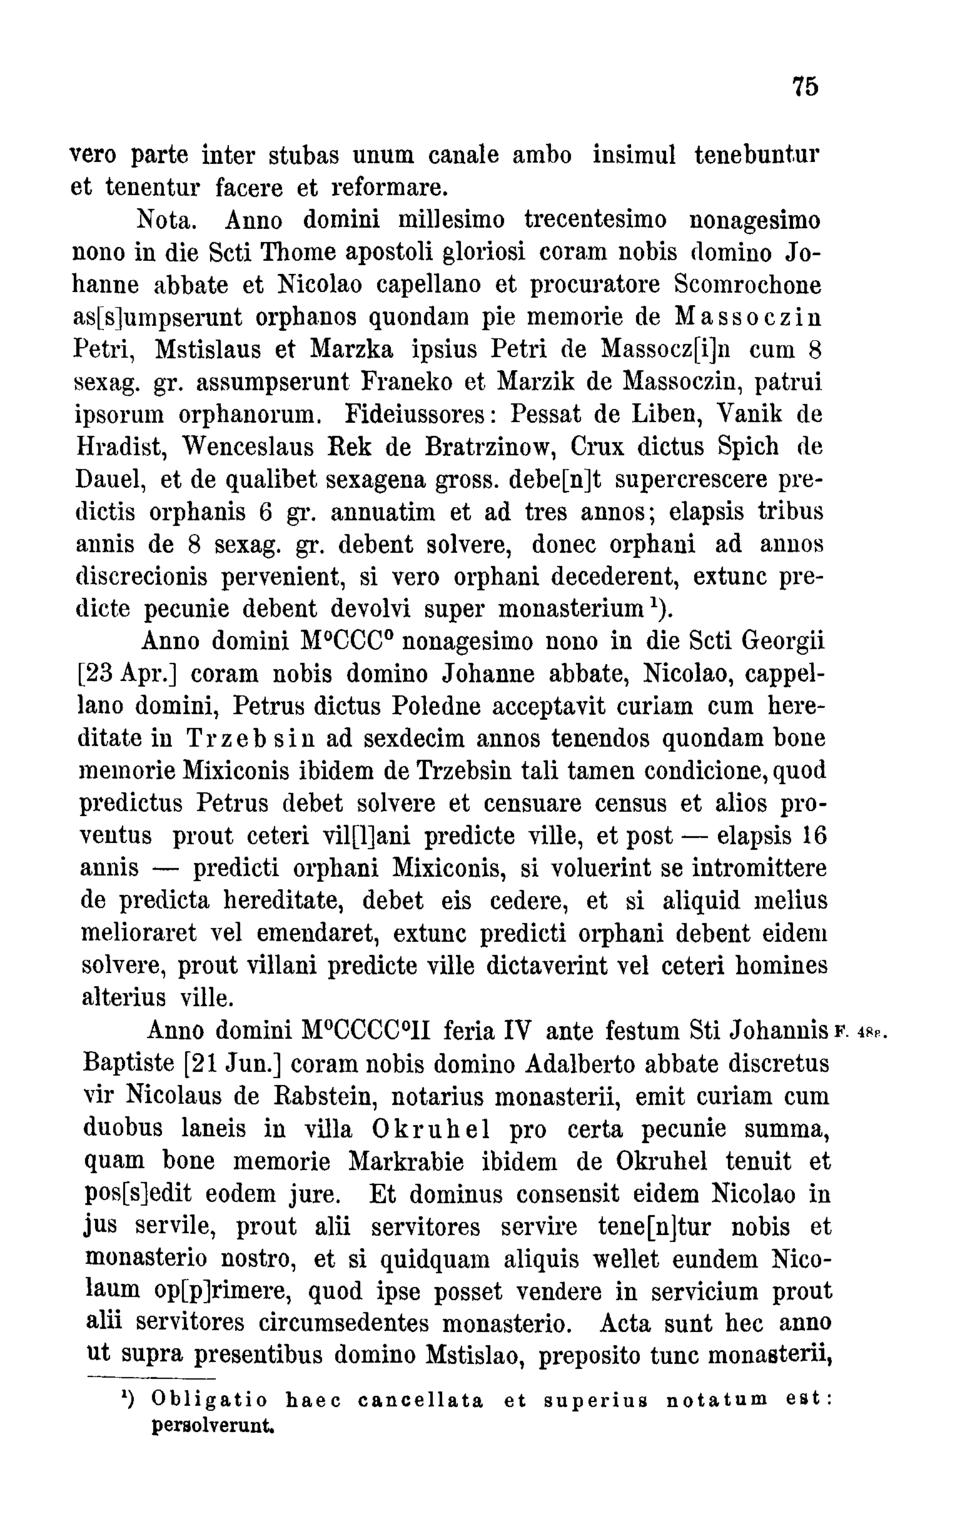 75
vero parte inter stubas unum canale ambo insimul tenebuntur
et tenentur facere et reformare.
Nota. Anno domini millesimo trecentesimo nonagesimo
nono in die Scti Thome apostoli gloriosi coram nobis domino Jo-
hanne abbate et Nicolao capellano et procuratore Scomrochone
as[s]umpserunt orphanos quondam pie memorie de Massoczin
Petri, Mstislaus et Marzka ipsius Petri de Massocz[i]n cum 8
sexag. gr. assumpserunt Franeko et Marzik de Massoczin, patrui
ipsorum orphanorum. Fideiussores: Pessat de Liben, Vanik de
Hradist, Wenceslaus Rek de Bratrzinow, Crux dictus Spich de
Dauel, et de qualibet sexagena gross. debe[n]t supercrescere pre-
dictis orphanis 6 gr. annuatim et ad tres annos; elapsis tribus
annis de 8 sexag. gr. debent solvere, donec orphani ad annos
discrecionis pervenient, si vero orphani decederent, extunc pre-
dicte pecunie debent devolvi super monasterium ¹).
Anno domini M⁰CCC⁰ nonagesimo nono in die Scti Georgii
[23 Apr.] coram nobis domino Johanne abbate, Nicolao, cappel-
lano domini, Petrus dictus Poledne acceptavit curiam cum here-
ditate in Trzebsin ad sexdecim annos tenendos quondam bone
memorie Mixiconis ibidem de Trzebsin tali tamen condicione, quod
predictus Petrus debet solvere et censuare census et alios pro-
ventus prout ceteri vil[l]ani predicte ville, et post — elapsis 16
annis — predicti orphani Mixiconis, si voluerint se intromittere
de predicta hereditate, debet eis cedere, et si aliquid melius
melioraret vel emendaret, extunc predicti orphani debent eidem
solvere, prout villani predicte ville dictaverint vel ceteri homines
alterius ville.
Anno domini M⁰CCCC⁰II feria IV ante festum Sti Johannis F. 48p.
Baptiste [21 Jun.] coram nobis domino Adalberto abbate discretus
vir Nicolaus de Rabstein, notarius monasterii, emit curiam cum
duobus laneis in villa Okruhel pro certa pecunie summa,
quam bone memorie Markrabie ibidem de Okruhel tenuit et
pos[s]edit eodem jure. Et dominus consensit eidem Nicolao in
jus servile, prout alii servitores servire tene[n]tur nobis et
monasterio nostro, et si quidquam aliquis wellet eundem Nico-
laum op[p]rimere, quod ipse posset vendere in servicium prout
alii servitores circumsedentes monasterio. Acta sunt hec anno
ut supra presentibus domino Mstislao, preposito tunc monasterii,
¹) Obligatio haec cancellata et superius notatum est:
persolverunt.